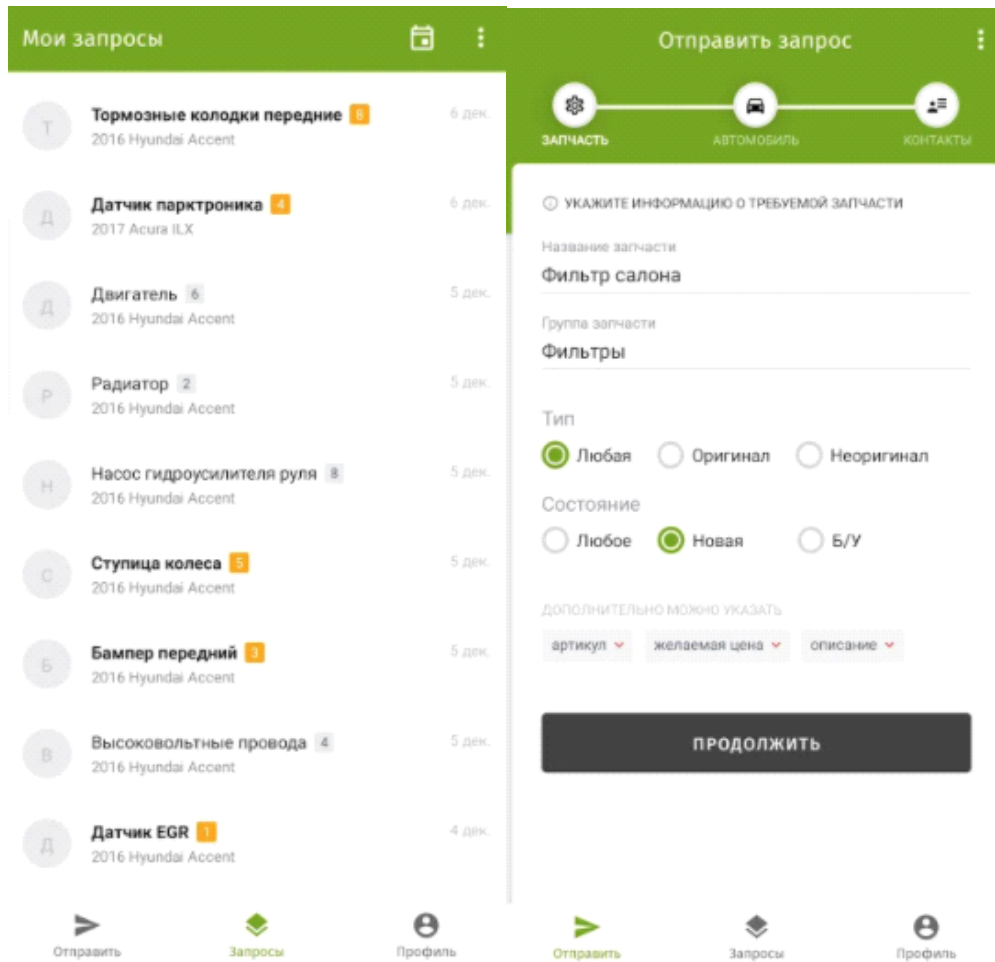 Мои запросы
Т
Тормозные колодки передние 8
6 дек.
2016 Hyundai Accent
Д
Датчик парктроника 4
6 дек.
2017 Acura ILX
Д
Двигатель 6
5 дек.
2016 Hyundai Accent
Р
Радиатор 2
5 дек.
2016 Hyundai Accent
Н
Насос гидроусилителя руля 8
5 дек.
2016 Hyundai Accent
С
Ступица колеса 5
5 дек.
2016 Hyundai Accent
Б
Бампер передний 3
5 дек.
2016 Hyundai Accent
В
Высоковольтные провода 4
5 дек.
2016 Hyundai Accent
Д
Датчик EGR 1
4 дек.
2016 Hyundai Accent
Отправить Запросы Профиль
Отправить запрос
ЗАПЧАСТЬ АВТОМОБИЛЬ КОНТАКТЫ
УКАЖИТЕ ИНФОРМАЦИЮ О ТРЕБУЕМОЙ ЗАПЧАСТИ
Название запчасти
Фильтр салона
Группа запчасти
Фильтры
Тип
Любая Оригинал Неоригинал
Состояние
Любое Новая Б/У
ДОПОЛНИТЕЛЬНО МОЖНО УКАЗАТЬ
артикул желаемая цена описание
ПРОДОЛЖИТЬ
Отправить Запросы Профиль